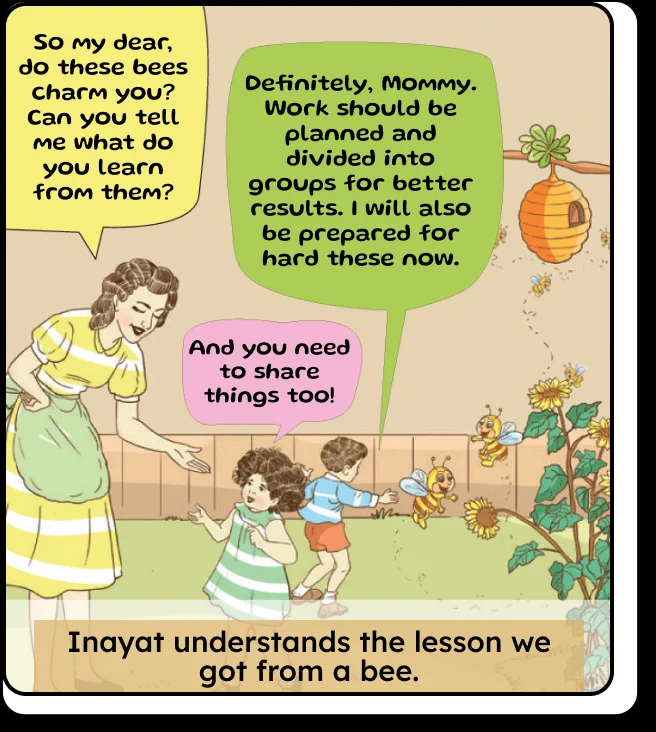 So my dear,
do these bees
charm you?
Can you tell
me what do
you learn
from them?
Definitely, Mommy.
Work should be
planned and
divided into
groups for better
results. I will also
be prepared for
hard these now.
And you need
to share
things too!
Inayat understands the lesson we
got from a bee.